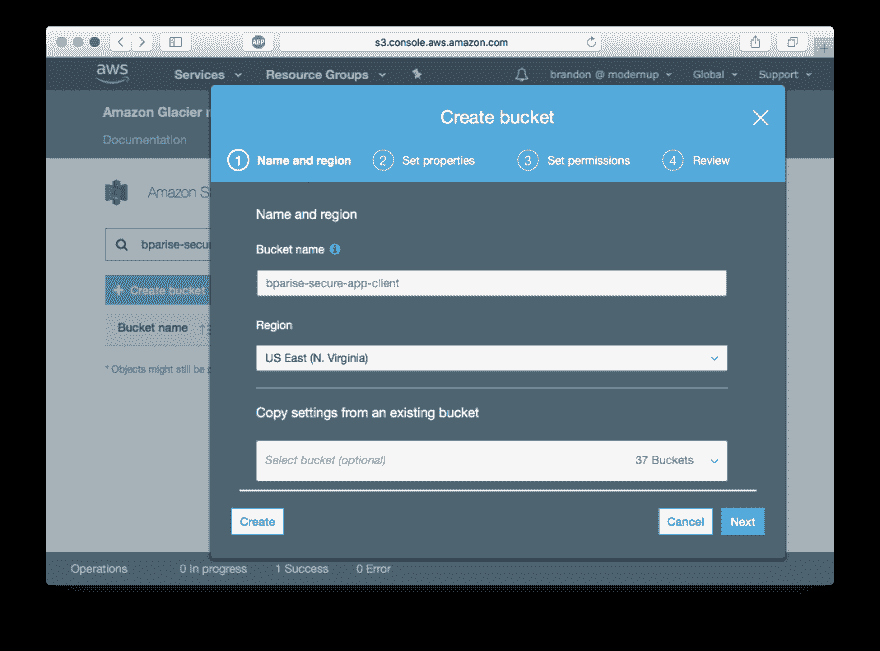 s3.console.aws.amazon.com
ABP
aws
Services
Resource Groups
brandon @ modernup
Global
Support
Amazon Glacier
Documentation
Create bucket
1 Name and region
2 Set properties
3 Set permissions
4 Review
Amazon S
bparise-secu
+ Create bucket
Bucket name
* Objects might still be
Name and region
Bucket name
bparise-secure-app-client
Region
US East (N. Virginia)
Copy settings from an existing bucket
Select bucket (optional) 37 Buckets
Create
Cancel
Next
Operations 0 In progress 1 Success 0 Error